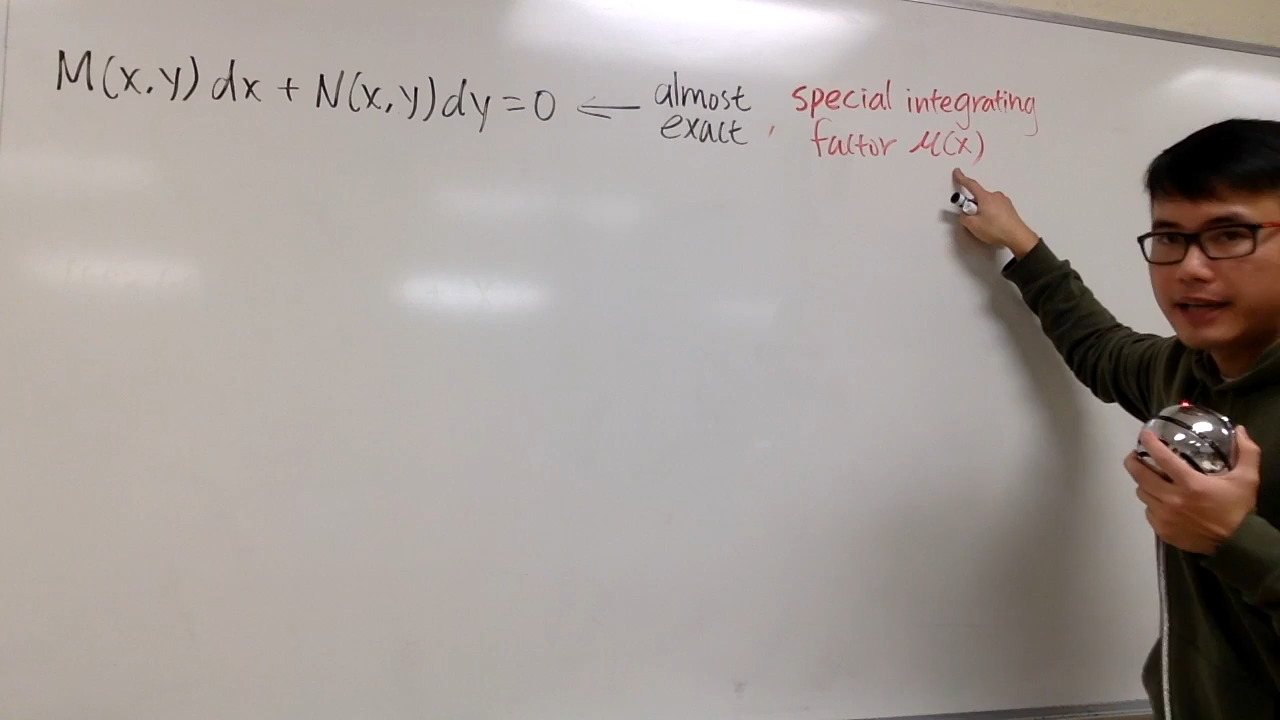 M(x,y) dx + N(x,y) dy = 0 ← almost exact, special integrating
factor μ(x)